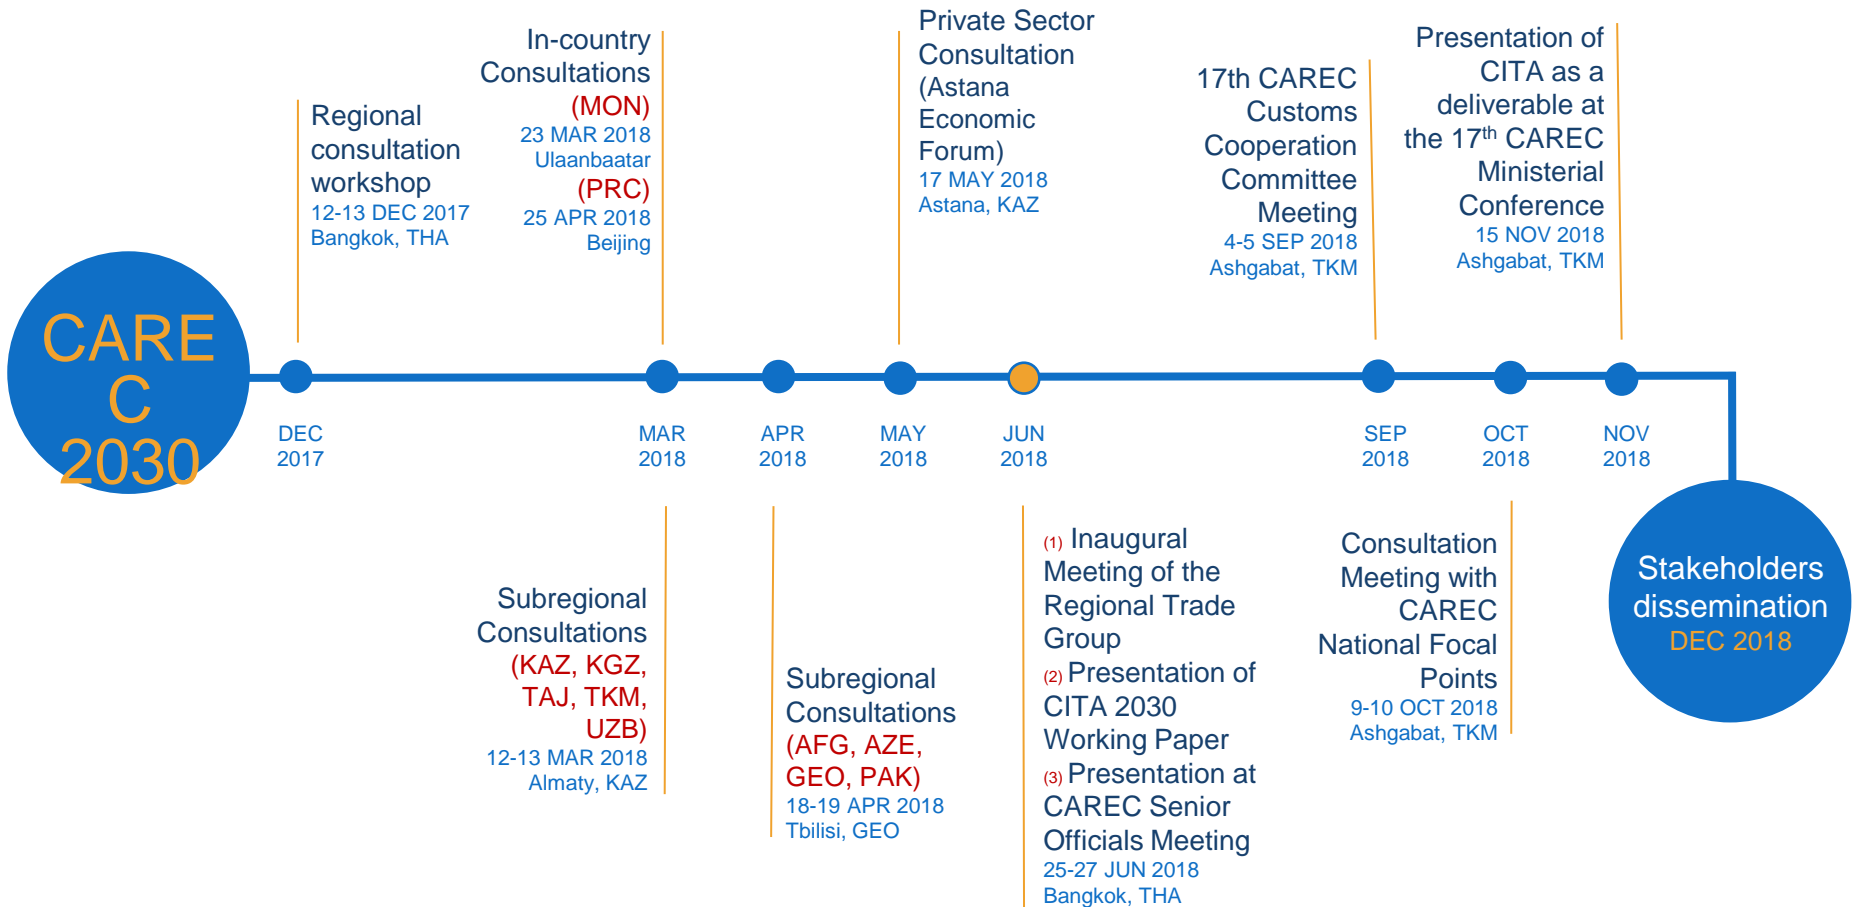 CARE
C
2030
Regional
consultation
workshop
12-13 DEC 2017
Bangkok, THA
In-country
Consultations
(MON)
23 MAR 2018
Ulaanbaatar
(PRC)
25 APR 2018
Beijing
Private Sector
Consultation
(Astana
Economic
Forum)
17 MAY 2018
Astana, KAZ
17th CAREC
Customs
Cooperation
Committee
Meeting
4-5 SEP 2018
Ashgabat, TKM
Presentation of
CITA as a
deliverable at
the 17th CAREC
Ministerial
Conference
15 NOV 2018
Ashgabat, TKM
DEC
2017
MAR
2018
APR
2018
MAY
2018
JUN
2018
SEP
2018
OCT
2018
NOV
2018
Subregional
Consultations
(KAZ, KGZ,
TAJ, TKM,
UZB)
12-13 MAR 2018
Almaty, KAZ
Subregional
Consultations
(AFG, AZE,
GEO, PAK)
18-19 APR 2018
Tbilisi, GEO
(1) Inaugural
Meeting of the
Regional Trade
Group
(2) Presentation of
CITA 2030
Working Paper
(3) Presentation at
CAREC Senior
Officials Meeting
25-27 JUN 2018
Bangkok, THA
Consultation
Meeting with
CAREC
National Focal
Points
9-10 OCT 2018
Ashgabat, TKM
Stakeholders
dissemination
DEC 2018